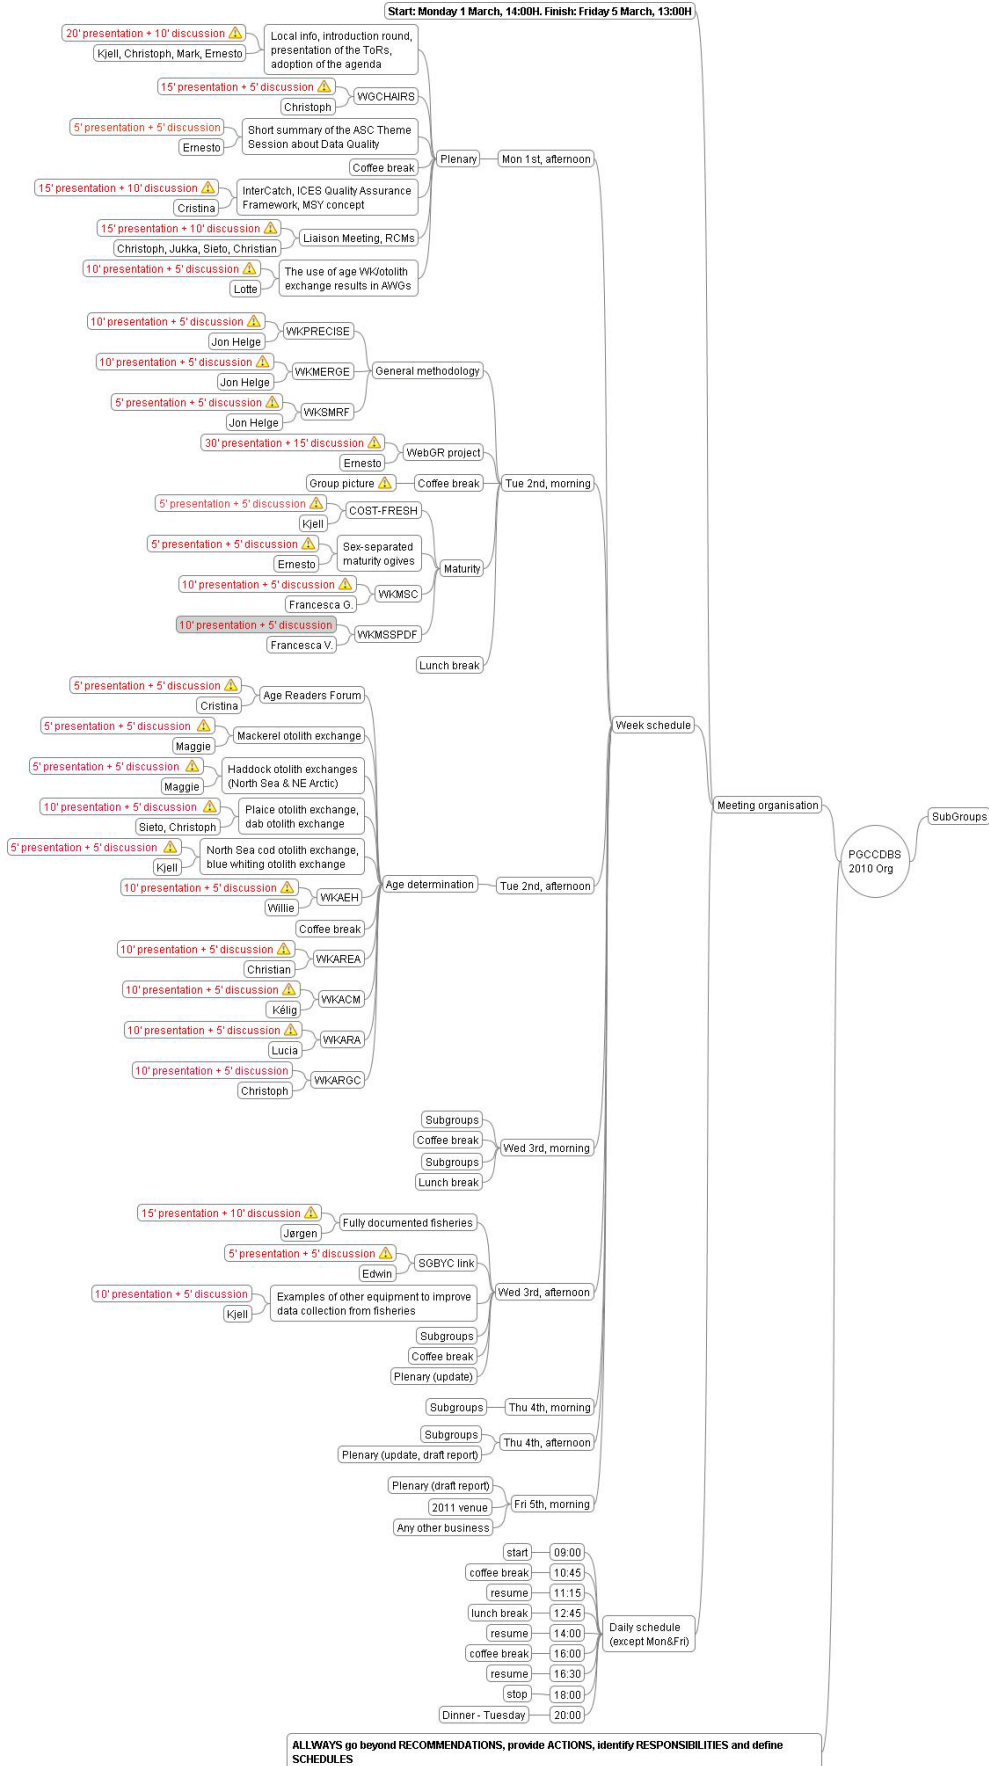 Start: Monday 1 March, 14:00H. Finish: Friday 5 March, 13:00H
20' presentation + 10' discussion
Kjell, Christoph, Mark, Ernesto
Local info, introduction round,
presentation of the ToRs,
adoption of the agenda
15' presentation + 5' discussion
Christoph
WGCHAIRS
5' presentation + 5' discussion
Ernesto
Short summary of the ASC Theme
Session about Data Quality
Coffee break
Plenary
Mon 1st, afternoon
15' presentation + 10' discussion
Cristina
InterCatch, ICES Quality Assurance
Framework, MSY concept
15' presentation + 10' discussion
Christoph, Jukka, Sieto, Christian
Liaison Meeting, RCMs
10' presentation + 5' discussion
Lotte
The use of age WK/otolith
exchange results in AWGs
10' presentation + 5' discussion
Jon Helge
WKPRECISE
10' presentation + 5' discussion
Jon Helge
WKMERGE
General methodology
5' presentation + 5' discussion
Jon Helge
WKSMRF
30' presentation + 15' discussion
Ernesto
WebGR project
Group picture
Coffee break
Tue 2nd, morning
5' presentation + 5' discussion
Kjell
COST-FRESH
5' presentation + 5' discussion
Ernesto
Sex-separated
maturity ogives
Maturity
10' presentation + 5' discussion
Francesca G.
WKMSC
10' presentation + 5' discussion
Francesca V.
WKMSSPDF
Lunch break
5' presentation + 5' discussion
Cristina
Age Readers Forum
5' presentation + 5' discussion
Maggie
Mackerel otolith exchange
Week schedule
5' presentation + 5' discussion
Maggie
Haddock otolith exchanges
(North Sea & NE Arctic)
10' presentation + 5' discussion
Sieto, Christoph
Plaice otolith exchange,
dab otolith exchange
Meeting organisation
SubGroups
5' presentation + 5' discussion
Kjell
North Sea cod otolith exchange,
blue whiting otolith exchange
PGCCDBS
2010 Org
10' presentation + 5' discussion
Willie
WKAEH
Age determination
Tue 2nd, afternoon
Coffee break
10' presentation + 5' discussion
Christian
WKAREA
10' presentation + 5' discussion
Kélig
WKACM
10' presentation + 5' discussion
Lucia
WKARA
10' presentation + 5' discussion
Christoph
WKARGC
Subgroups
Coffee break
Subgroups
Lunch break
Wed 3rd, morning
15' presentation + 10' discussion
Jørgen
Fully documented fisheries
5' presentation + 5' discussion
Edwin
SGBYC link
10' presentation + 5' discussion
Kjell
Examples of other equipment to improve
data collection from fisheries
Wed 3rd, afternoon
Subgroups
Coffee break
Plenary (update)
Subgroups
Thu 4th, morning
Subgroups
Plenary (update, draft report)
Thu 4th, afternoon
Plenary (draft report)
2011 venue
Any other business
Fri 5th, morning
start 09:00
coffee break 10:45
resume 11:15
lunch break 12:45
resume 14:00
coffee break 16:00
resume 16:30
stop 18:00
Dinner - Tuesday 20:00
Daily schedule
(except Mon&Fri)
ALLWAYS go beyond RECOMMENDATIONS, provide ACTIONS, identify RESPONSIBILITIES and define
SCHEDULES